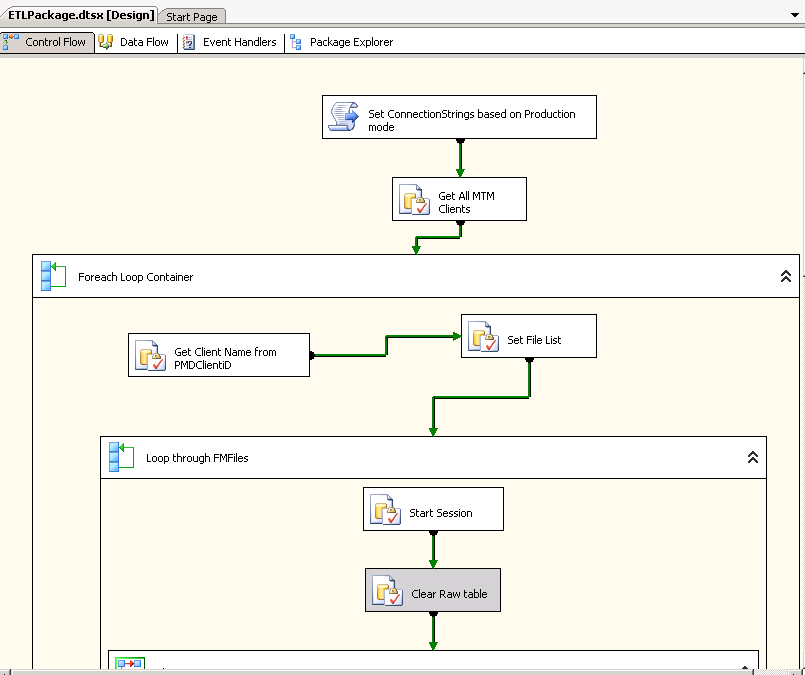 ETLPackage.dtsx [Design]
Start Page
Control Flow
Data Flow
Event Handlers
Package Explorer
Set ConnectionStrings based on Production
mode
Get All MTM
Clients
Foreach Loop Container
Get Client Name from
PMDClientiD
Set File List
Loop through FMFiles
Start Session
Clear Raw table